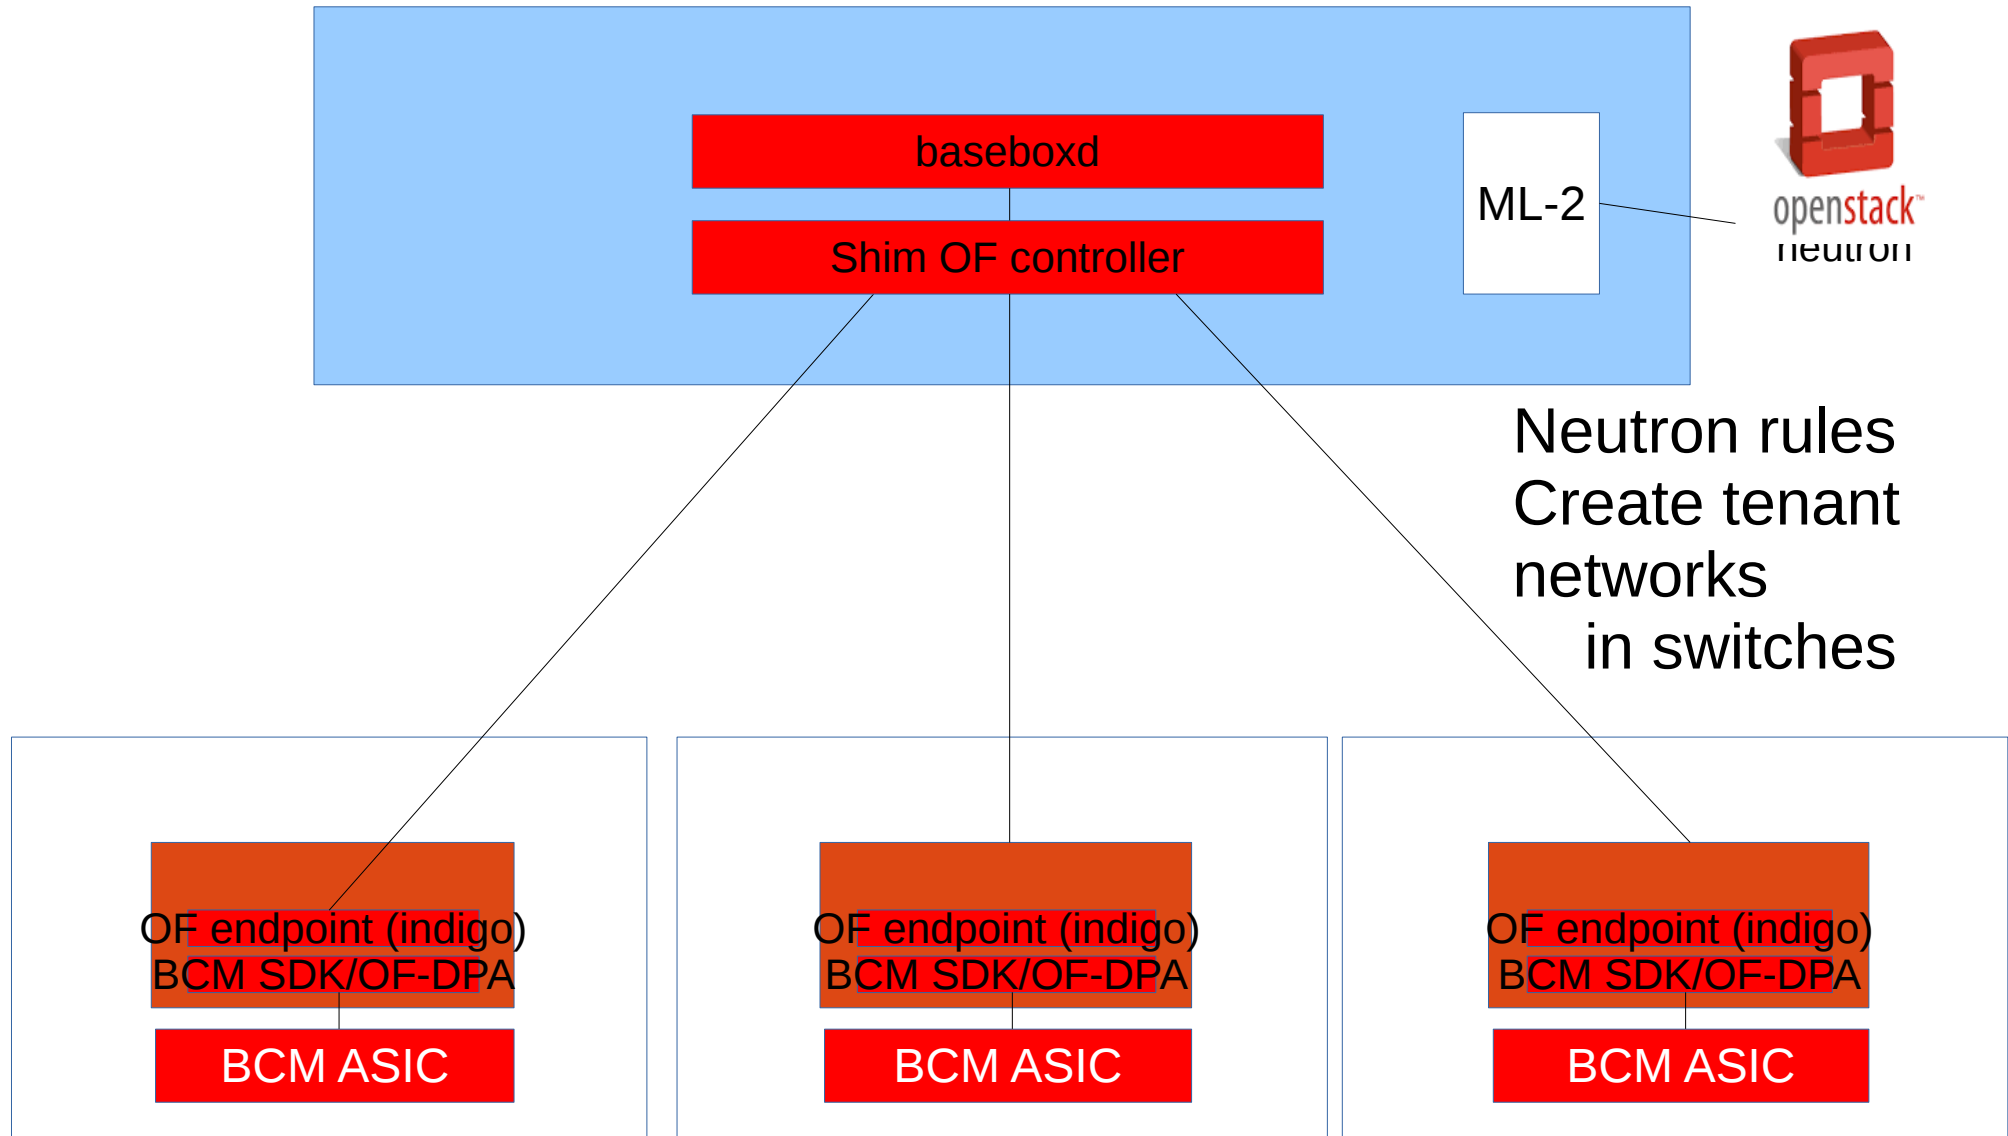 baseboxd
Shim OF controller
ML-2
openstack™
neutron
Neutron rules
Create tenant
networks
in switches
OF endpoint (indigo)
BCM SDK/OF-DPA
BCM ASIC
OF endpoint (indigo)
BCM SDK/OF-DPA
BCM ASIC
OF endpoint (indigo)
BCM SDK/OF-DPA
BCM ASIC